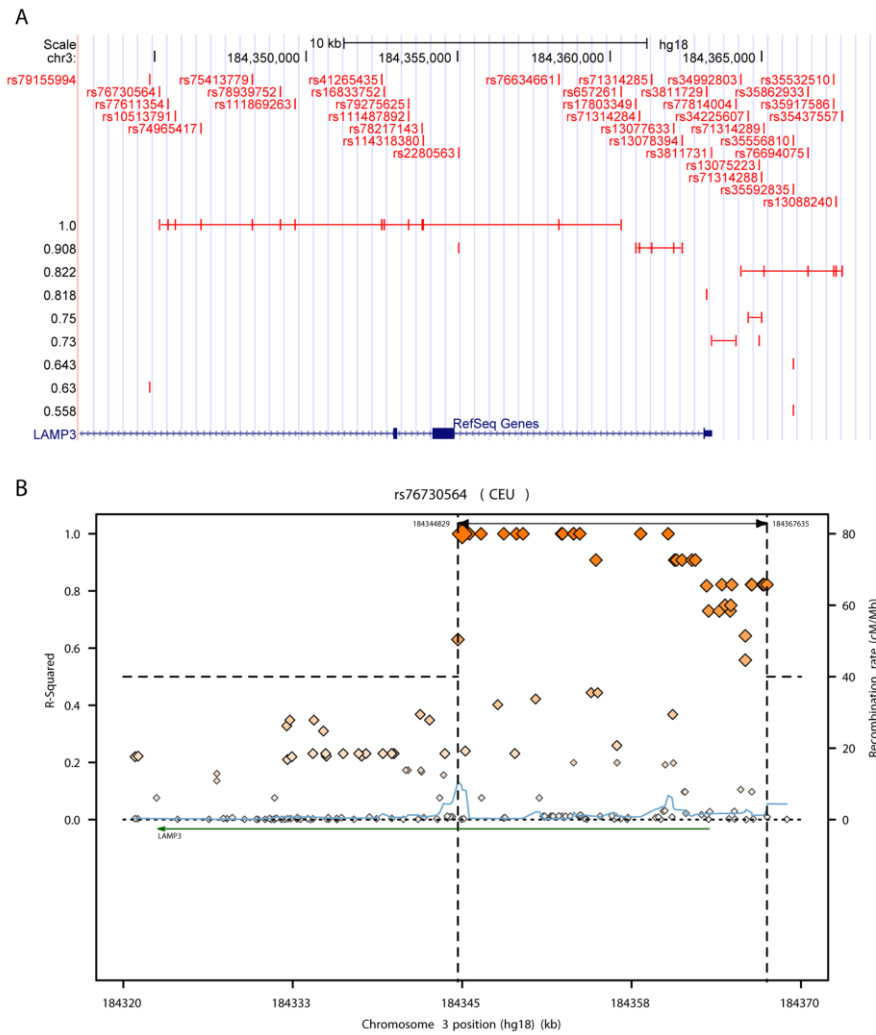 A
Scale 10 kb hg18
chr3: 184,350,000 184,355,000 184,360,000 184,365,000
rs79155994 rs75413779 rs41265435 rs76634661 rs71314285 rs34992803 rs35532510
rs76730564 rs78939752 rs16833752 rs657261 rs3811729 rs35862933
rs77611354 rs111869263 rs79275625 rs17803349 rs77814004 rs35917586
rs10513791 rs111487892 rs71314284 rs34225607 rs35437557
rs74965417 rs78217143 rs13077633 rs71314289
rs114318380 rs13078394 rs35556810
rs2280563 rs3811731 rs76694075
rs13075223
rs71314288
rs35592835
rs13088240
1.0
0.908
0.822
0.818
0.75
0.73
0.643
0.63
0.558
RefSeq Genes
LAMP3
B
rs76730564 ( CEU )
184344829 184367635
1.0 80
0.8 60
0.6
0.4 40
0.2 20
0.0 0
R-Squared
Recombination rate (cM/Mb)
LAMP3
184320 184333 184345 184358 184370
Chromosome 3 position (hg18) (kb)